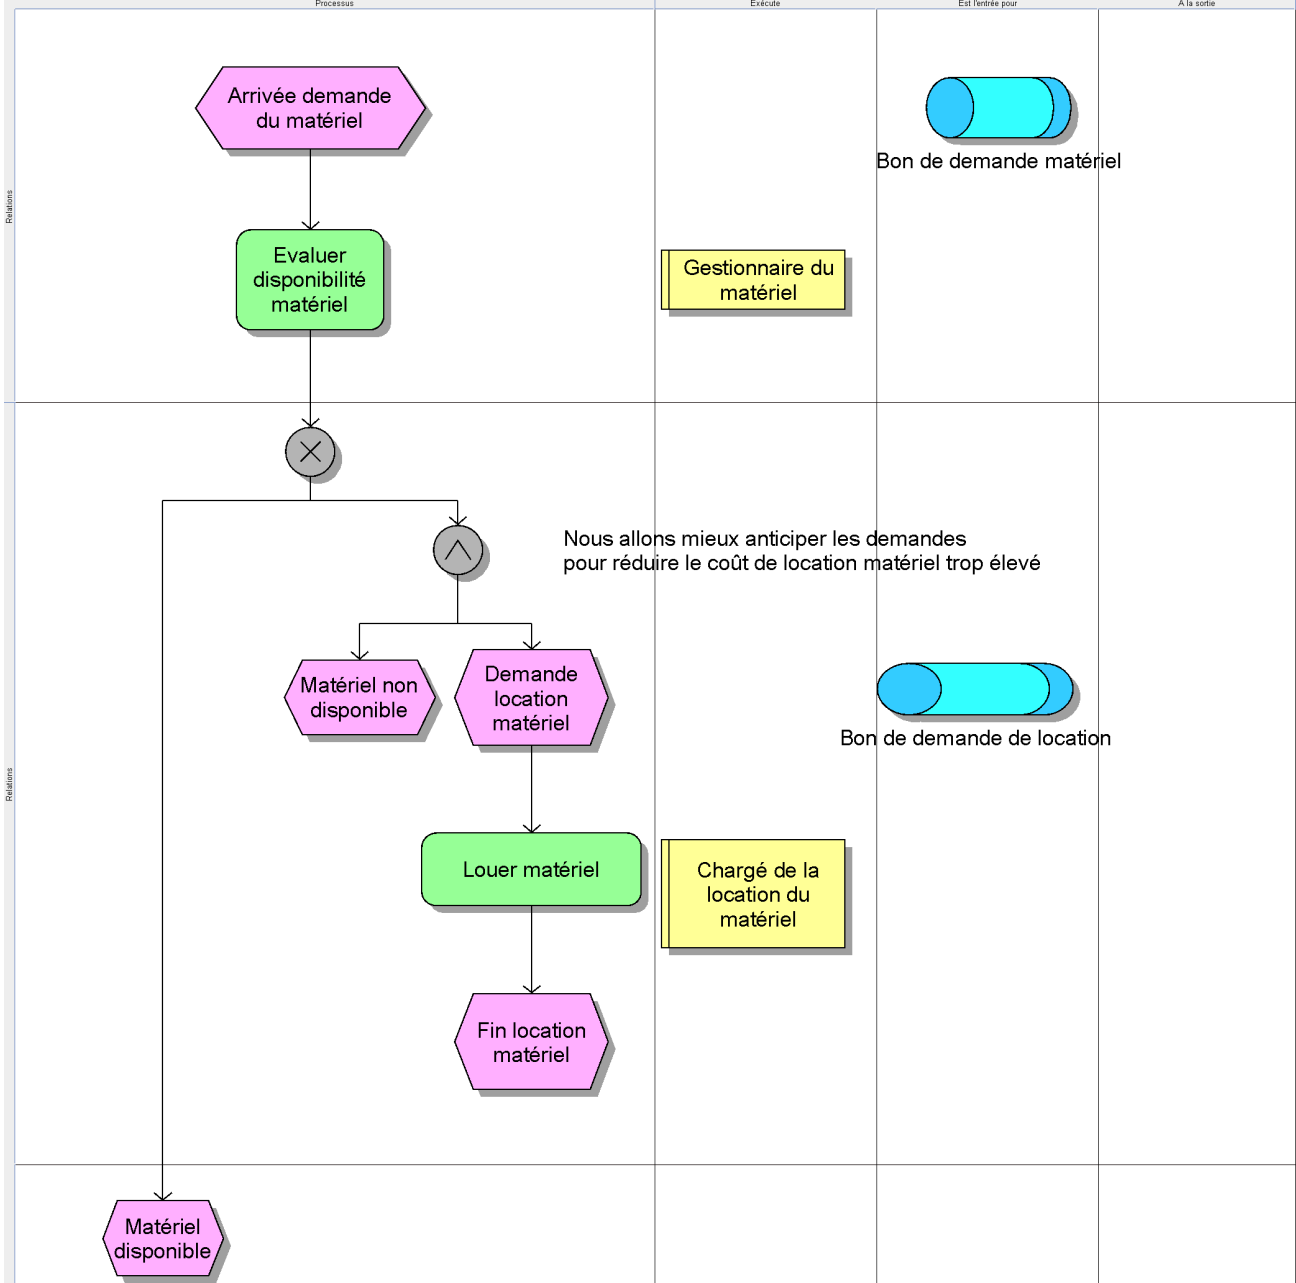 Processus
Exécute
Est l'entrée pour
A la sortie
Relations
Arrivée demande
du matériel
Bon de demande matériel
Evaluer
disponibilité
matériel
Gestionnaire du
matériel
Relations
Nous allons mieux anticiper les demandes
pour réduire le coût de location matériel trop élevé
Matériel non
disponible
Demande
location
matériel
Bon de demande de location
Louer matériel
Chargé de la
location du
matériel
Fin location
matériel
Matériel
disponible